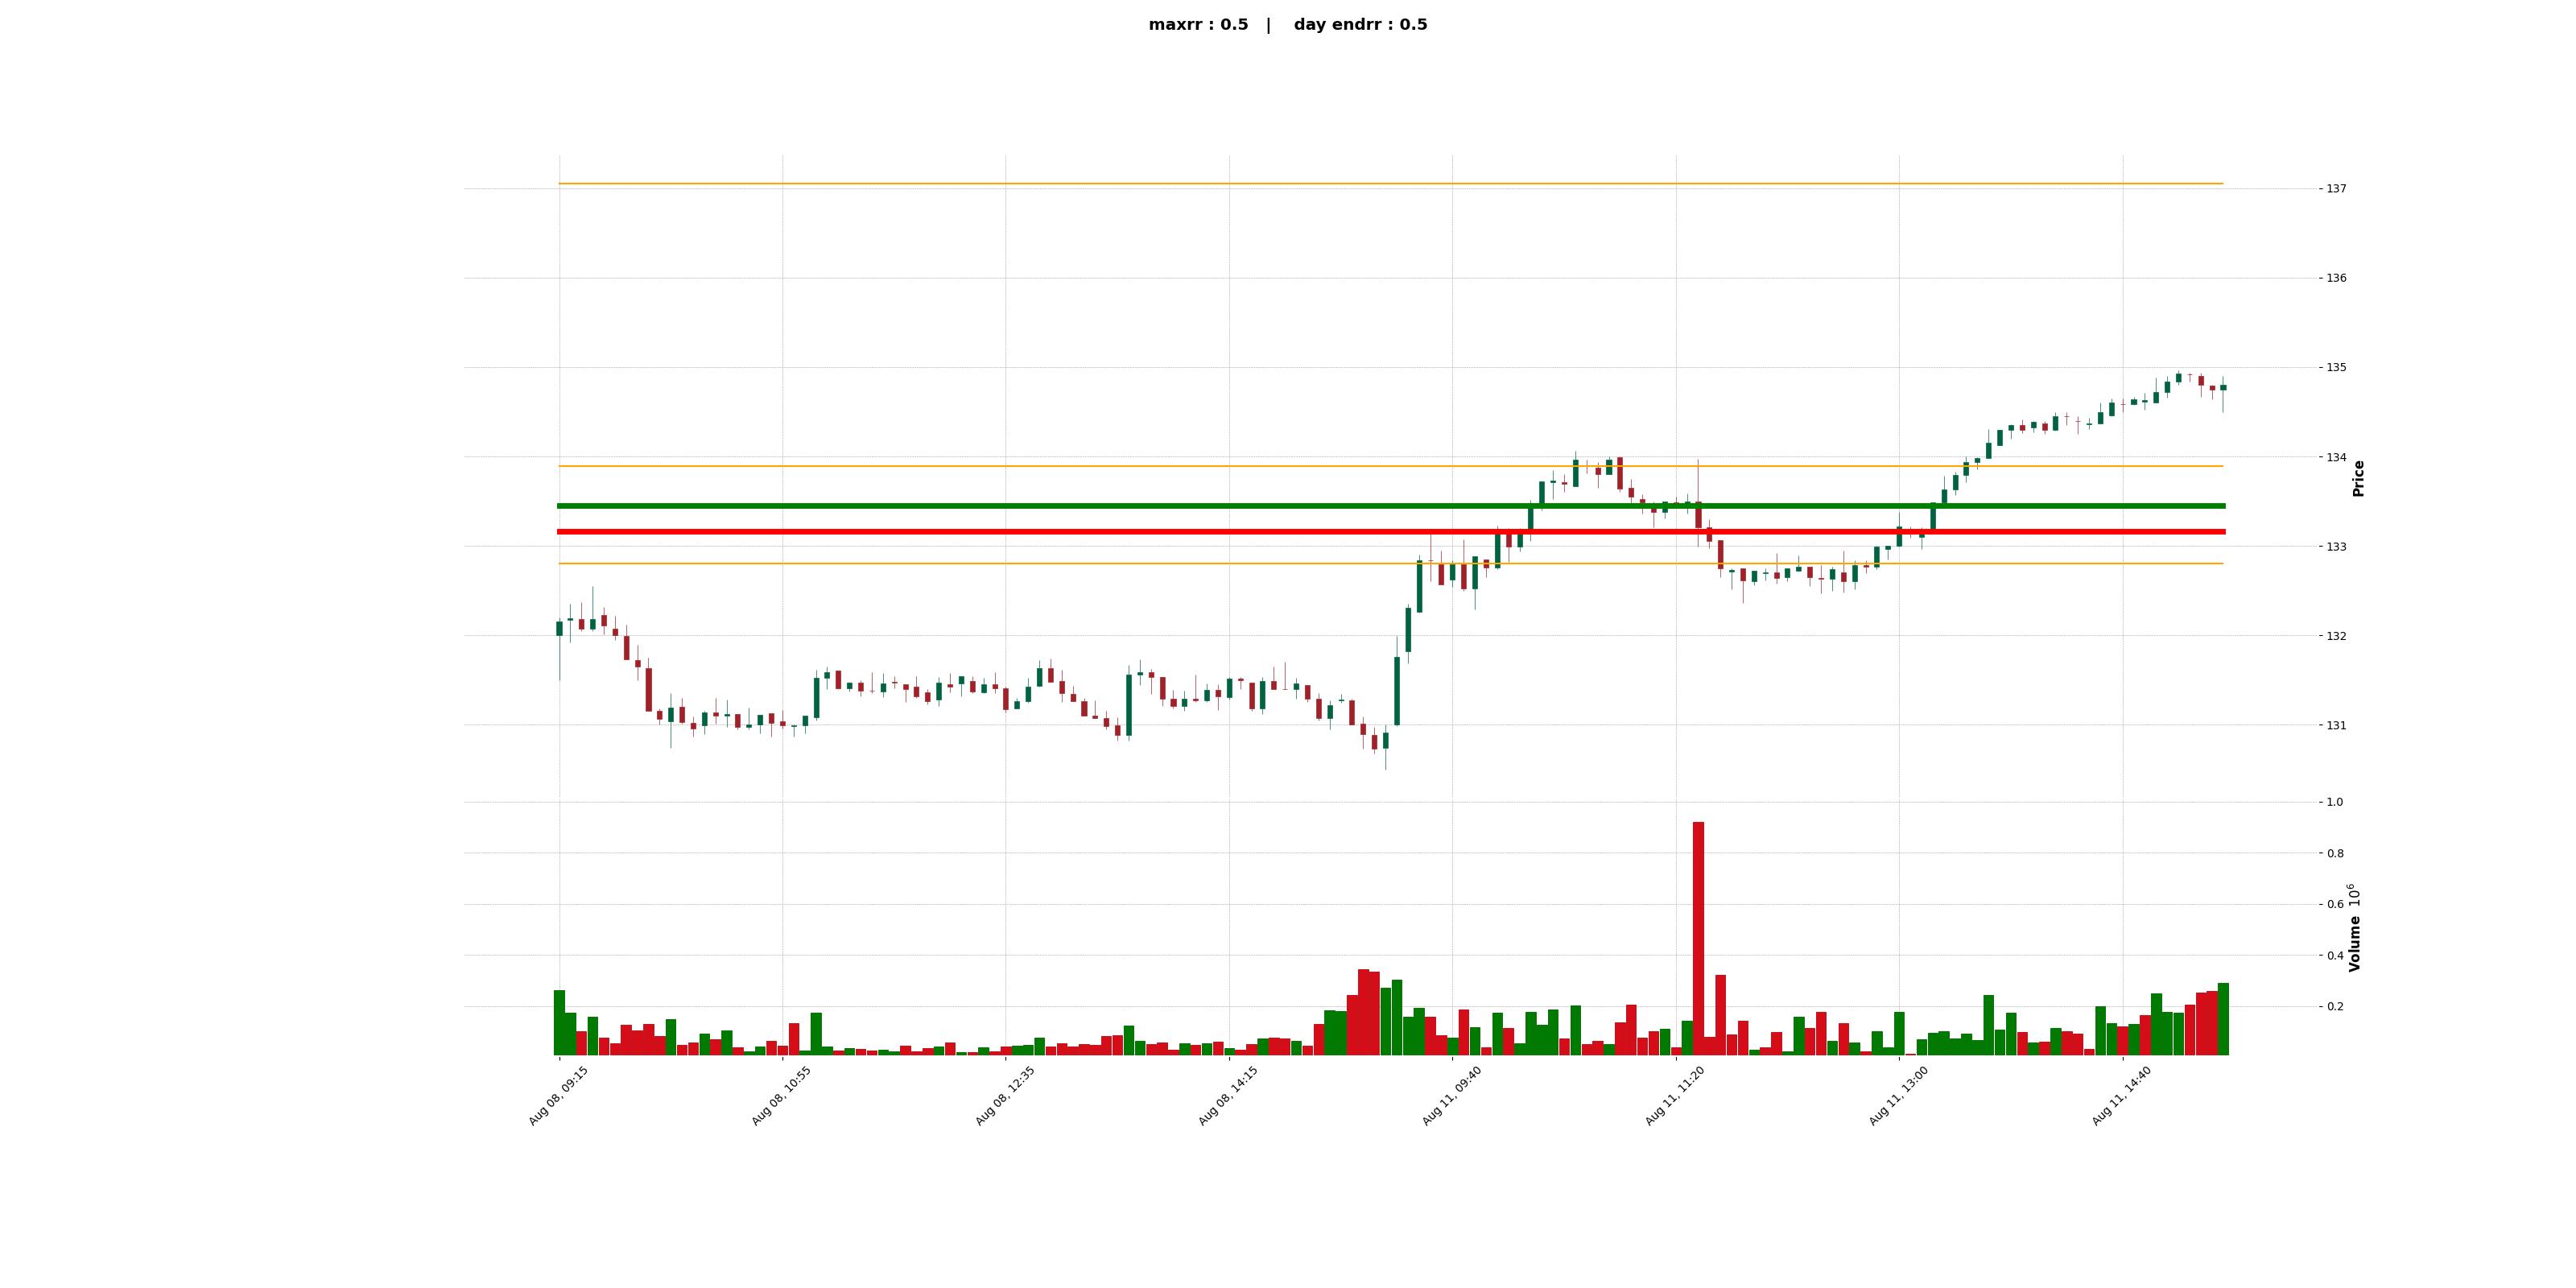 maxrr : 0.5 | day endrr : 0.5
137
136
135
134
133
132
131
Price
1.0
0.8
0.6
0.4
0.2
Volume 10^6
Aug 08, 09:15
Aug 08, 10:55
Aug 08, 12:35
Aug 08, 14:15
Aug 11, 09:40
Aug 11, 11:20
Aug 11, 13:00
Aug 11, 14:40